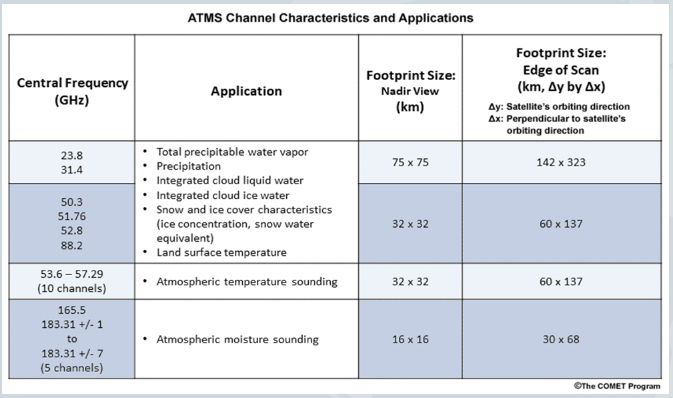 ATMS Channel Characteristics and Applications
Central Frequency
(GHz)
Application
Footprint Size:
Nadir View
(km)
Footprint Size:
Edge of Scan
(km, Δy by Δx)
Δy: Satellite's orbiting direction
Δx: Perpendicular to satellite's
orbiting direction
23.8
31.4
50.3
51.76
52.8
88.2
• Total precipitable water vapor
• Precipitation
• Integrated cloud liquid water
• Integrated cloud ice water
• Snow and ice cover characteristics
(ice concentration, snow water
equivalent)
• Land surface temperature
75 x 75
142 x 323
32 x 32
60 x 137
53.6 – 57.29
(10 channels)
• Atmospheric temperature sounding
32 x 32
60 x 137
165.5
183.31 +/- 1
to
183.31 +/- 7
(5 channels)
• Atmospheric moisture sounding
16 x 16
30 x 68
©The COMET Program